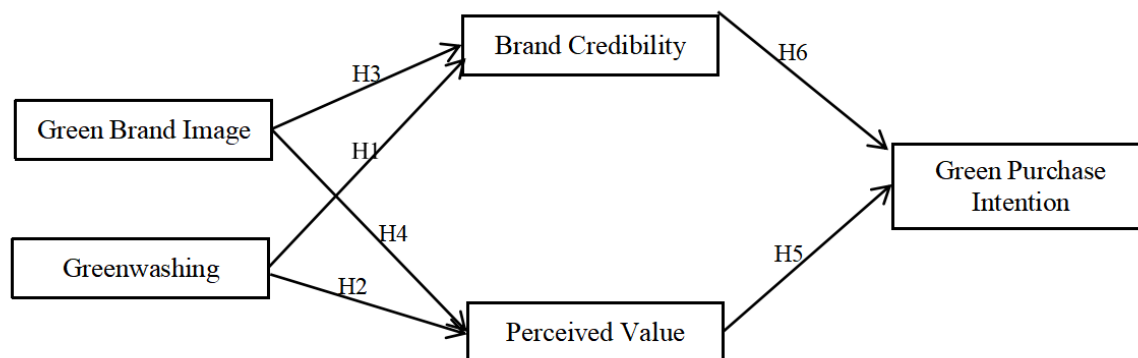 Brand Credibility
H6
H3
Green Brand Image
H1
Green Purchase
Intention
H4
H5
Greenwashing
H2
Perceived Value